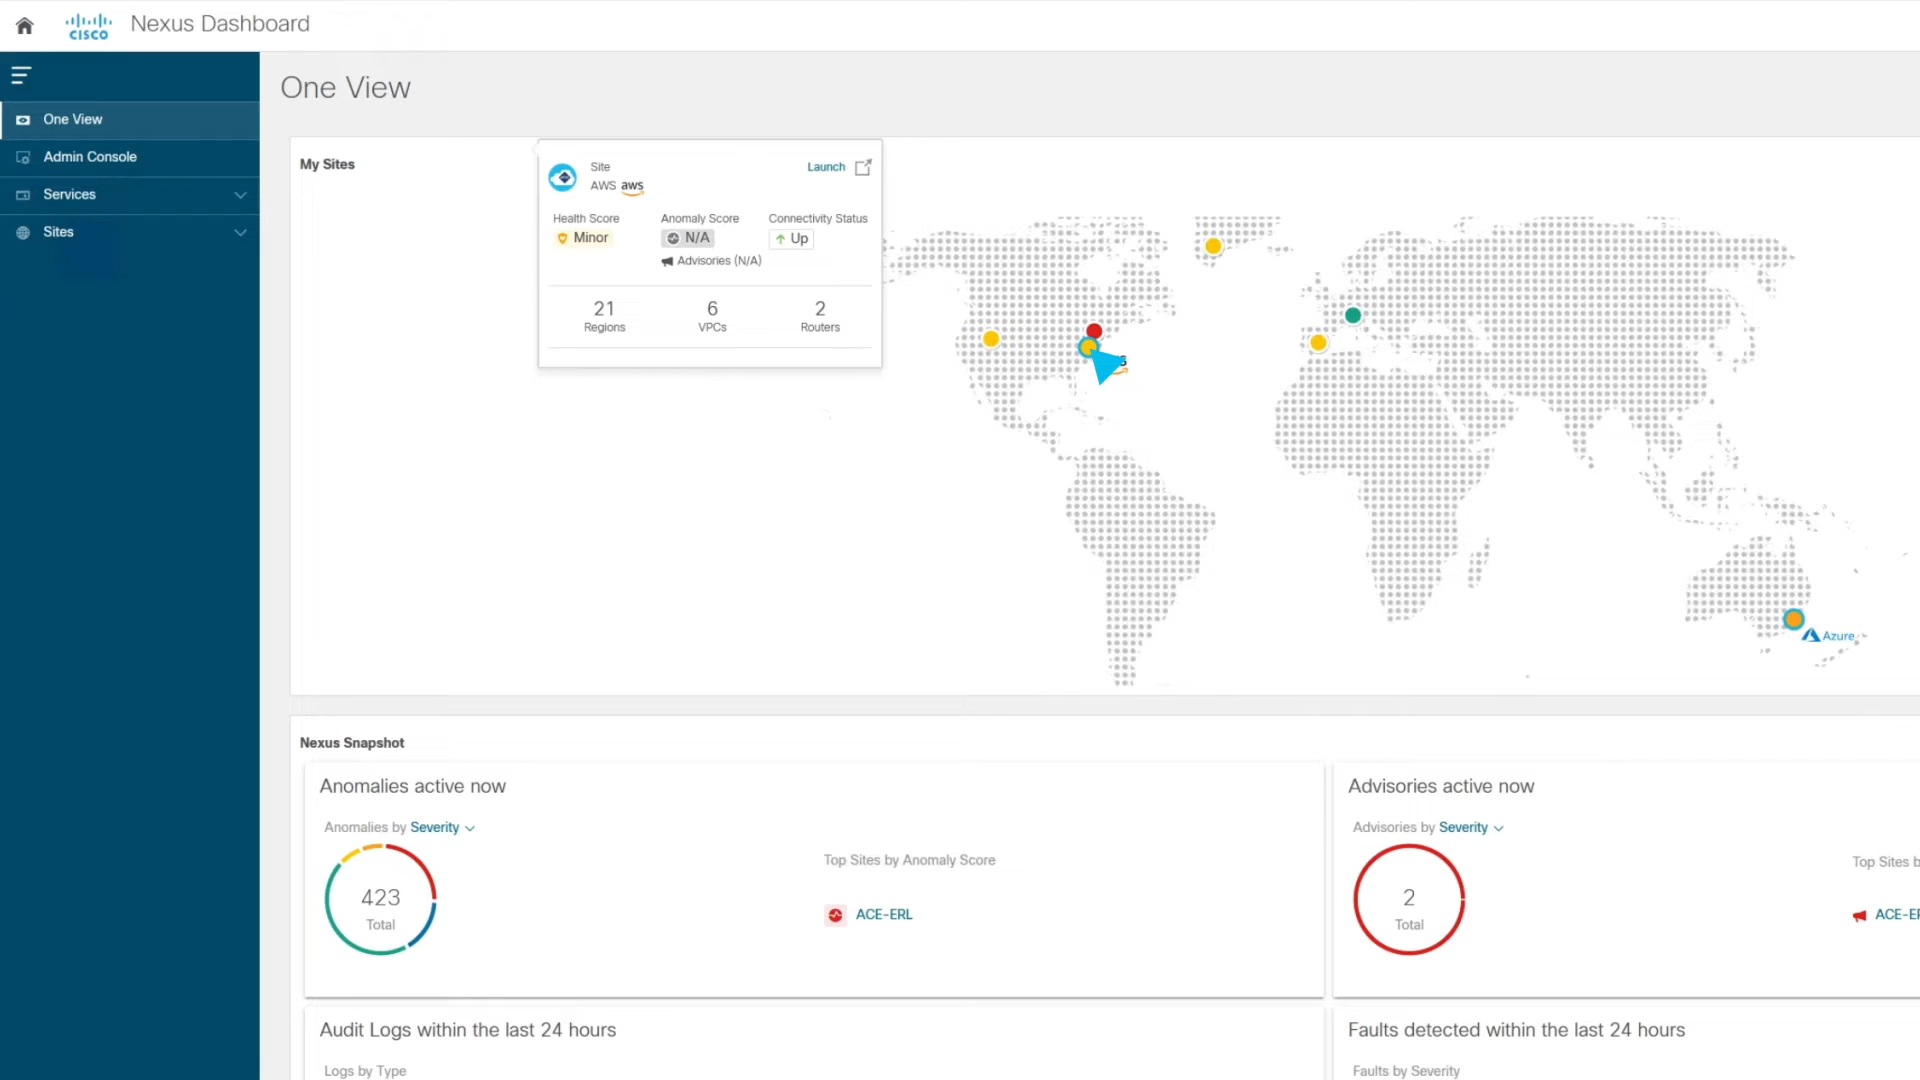 CISCO
Nexus Dashboard
One View
Admin Console
Services
Sites
One View
My Sites
Site
AWS aws
Launch
Health Score
Anomaly Score
Connectivity Status
Minor
N/A
Up
Advisories (N/A)
21
6
2
Regions
VPCs
Routers
Azure
Nexus Snapshot
Anomalies active now
Anomalies by Severity
423
Total
Top Sites by Anomaly Score
ACE-ERL
Advisories active now
Advisories by Severity
2
Total
Top Sites
Audit Logs within the last 24 hours
Logs by Type
Faults detected within the last 24 hours
Faults by Severity